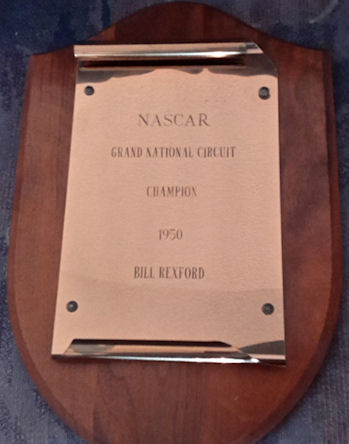 NASCAR
GRAND NATIONAL CIRCUIT
CHAMPION
1950
BILL REXFORD